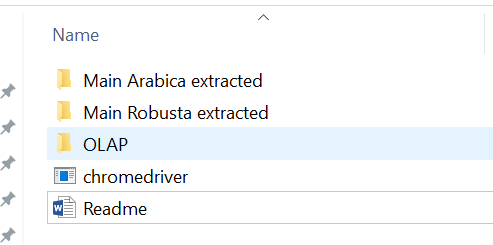 Name
Main Arabica extracted
Main Robusta extracted
OLAP
chromedriver
Readme